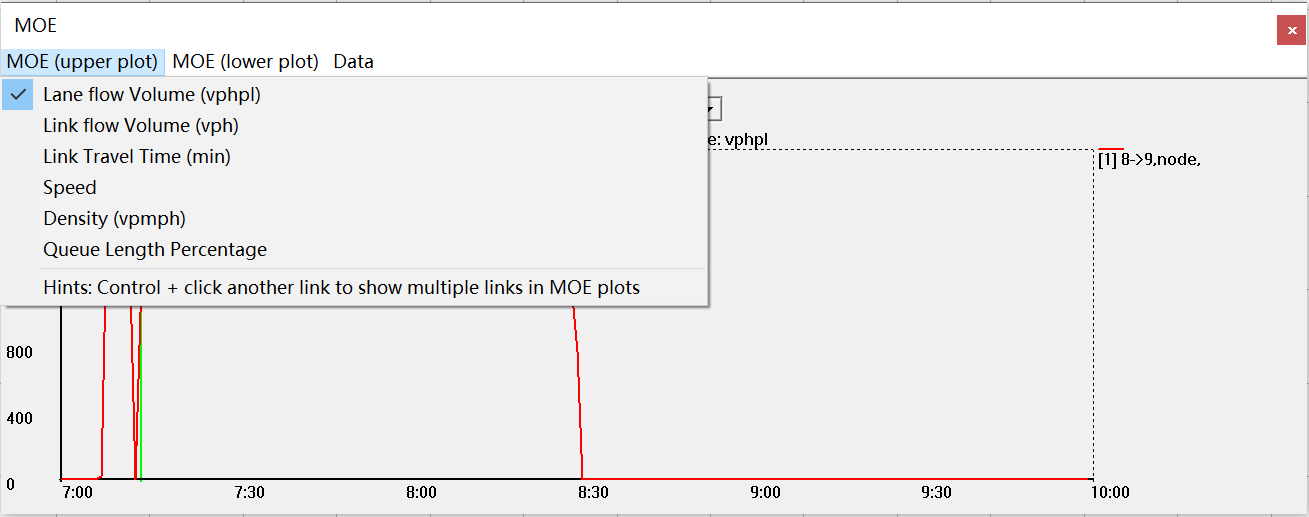 MOE
×
MOE (upper plot) MOE (lower plot) Data
Lane flow Volume (vphpl)
Link flow Volume (vph)
Link Travel Time (min)
Speed
Density (vpmph)
Queue Length Percentage
Hints: Control + click another link to show multiple links in MOE plots
e: vphpl
[1] 8->9,node,
800
400
0
7:00 7:30 8:00 8:30 9:00 9:30 10:00